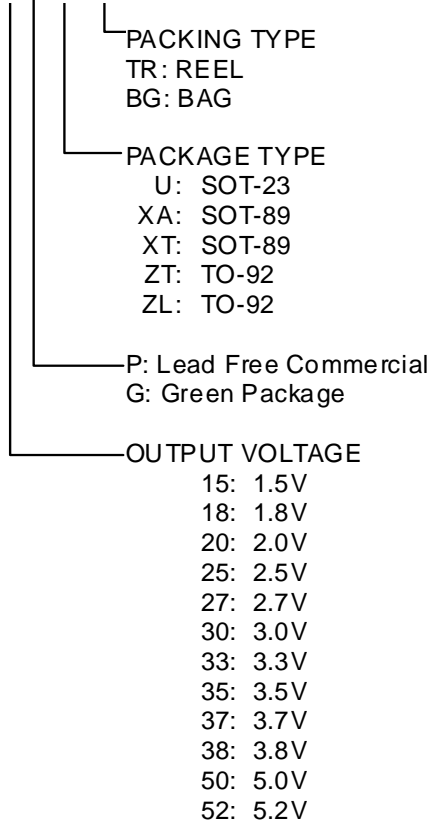 PACKING TYPE
TR: REEL
BG: BAG
PACKAGE TYPE
U: SOT-23
XA: SOT-89
XT: SOT-89
ZT: TO-92
ZL: TO-92
P: Lead Free Commercial
G: Green Package
OUTPUT VOLTAGE
15: 1.5V
18: 1.8V
20: 2.0V
25: 2.5V
27: 2.7V
30: 3.0V
33: 3.3V
35: 3.5V
37: 3.7V
38: 3.8V
50: 5.0V
52: 5.2V